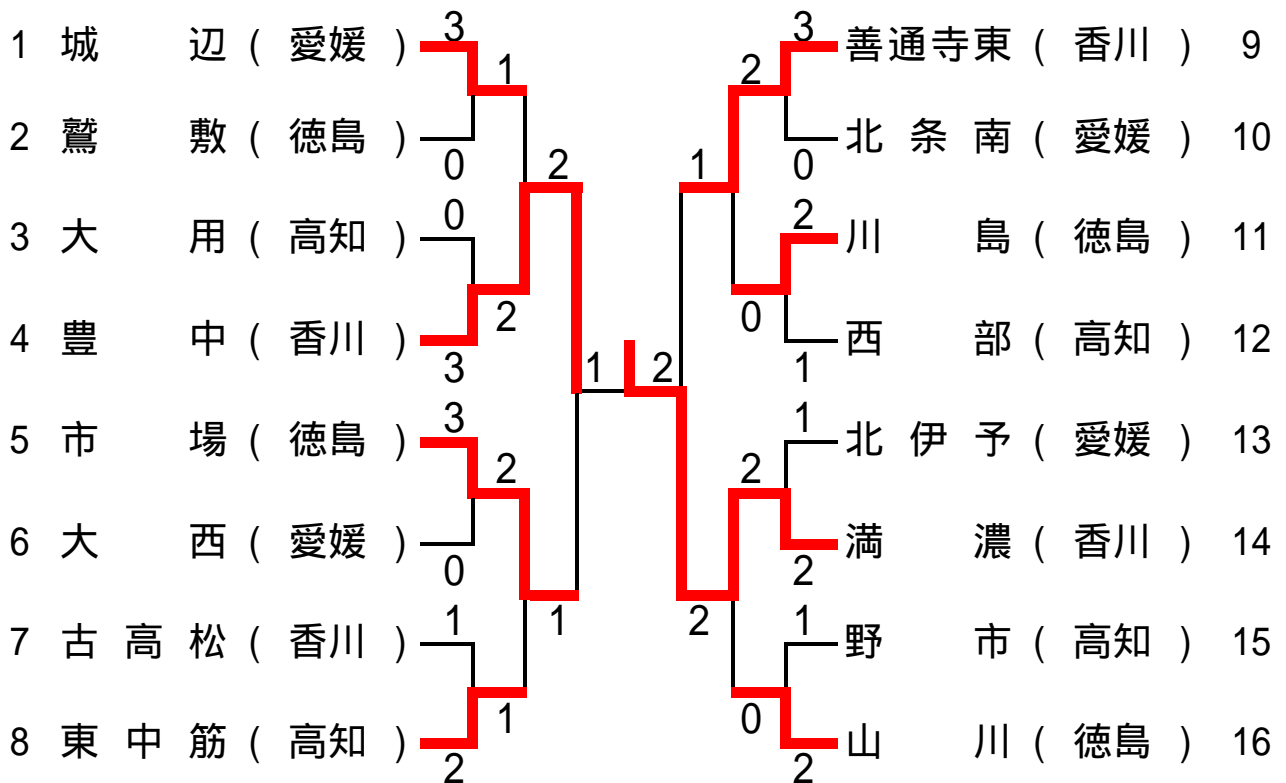 1 城 辺 ( 愛媛 ) 3 3 善通寺東 ( 香川 ) 9
1 2
2 鷲 敷 ( 徳島 ) 0 0 北条南 ( 愛媛 ) 10
2 1
3 大 用 ( 高知 ) 0 2 川 島 ( 徳島 ) 11
2 0
4 豊 中 ( 香川 ) 3 1 西 部 ( 高知 ) 12
1 2
5 市 場 ( 徳島 ) 3 1 北伊予 ( 愛媛 ) 13
2 2
6 大 西 ( 愛媛 ) 0 2 満 濃 ( 香川 ) 14
1 2
7 古高松 ( 香川 ) 1 1 野 市 ( 高知 ) 15
1 0
8 東中筋 ( 高知 ) 2 2 山 川 ( 徳島 ) 16